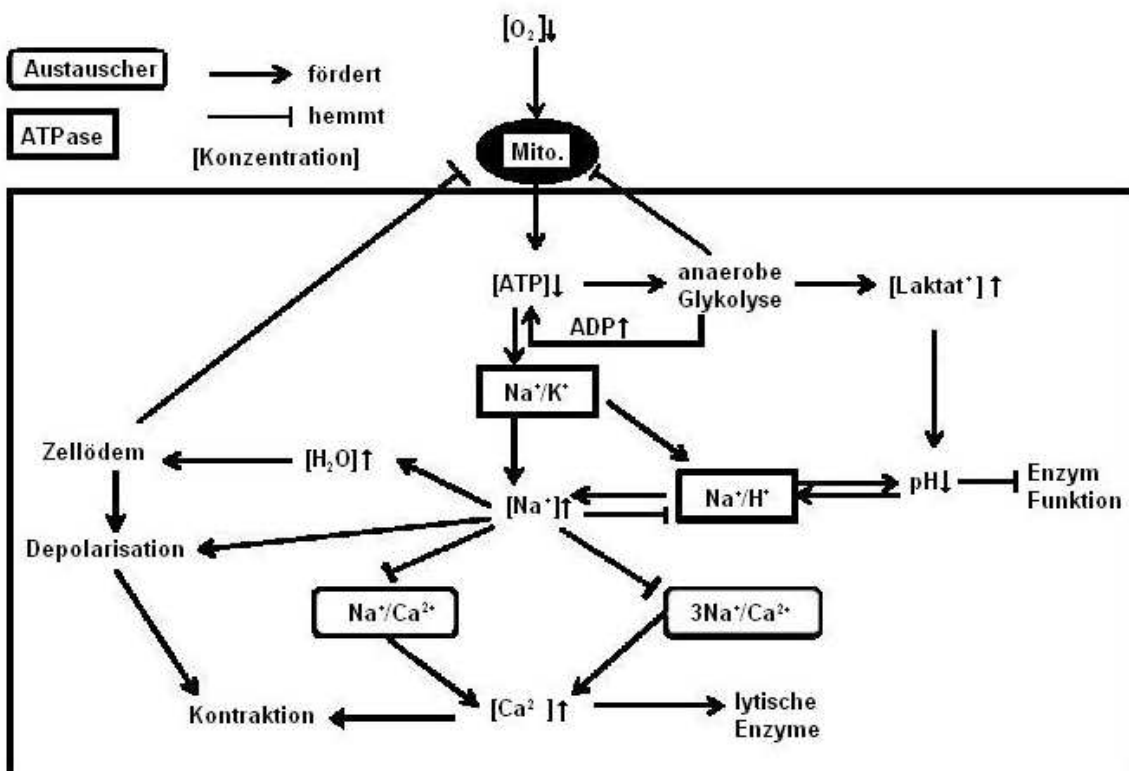 [O₂]↓
Austauscher
fördert
ATPase
hemmt
[Konzentration]
Mito.
[ATP]↓
anaerobe
Glykolyse
[Laktat⁺]↑
ADP↑
Na⁺/K⁺
Zellödem
[H₂O]↑
[Na⁺]↑
Na⁺/H⁺
pH↓
Enzym
Funktion
Depolarisation
Na⁺/Ca²⁺
3Na⁺/Ca²⁺
Kontraktion
[Ca² ]↑
lytische
Enzyme